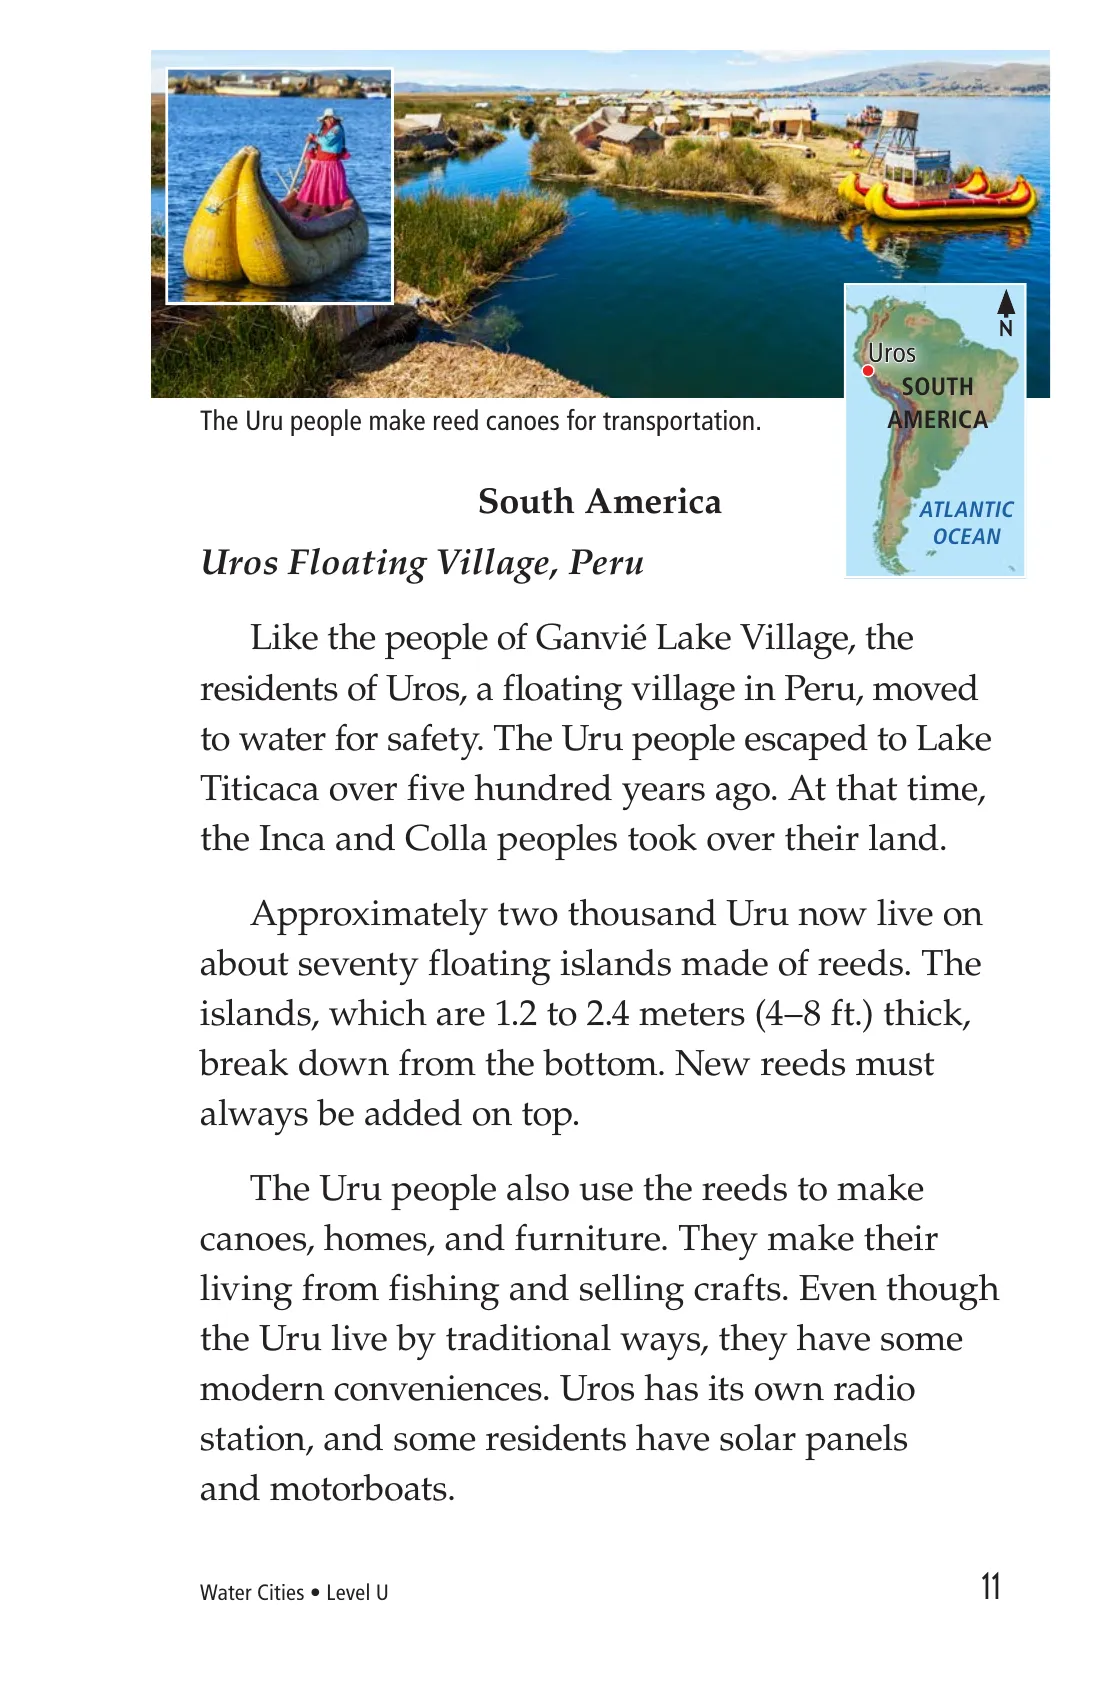 N
Uros
SOUTH
AMERICA
ATLANTIC
OCEAN
The Uru people make reed canoes for transportation.
South America
Uros Floating Village, Peru
Like the people of Ganvié Lake Village, the
residents of Uros, a floating village in Peru, moved
to water for safety. The Uru people escaped to Lake
Titicaca over five hundred years ago. At that time,
the Inca and Colla peoples took over their land.
Approximately two thousand Uru now live on
about seventy floating islands made of reeds. The
islands, which are 1.2 to 2.4 meters (4–8 ft.) thick,
break down from the bottom. New reeds must
always be added on top.
The Uru people also use the reeds to make
canoes, homes, and furniture. They make their
living from fishing and selling crafts. Even though
the Uru live by traditional ways, they have some
modern conveniences. Uros has its own radio
station, and some residents have solar panels
and motorboats.
Water Cities • Level U
11